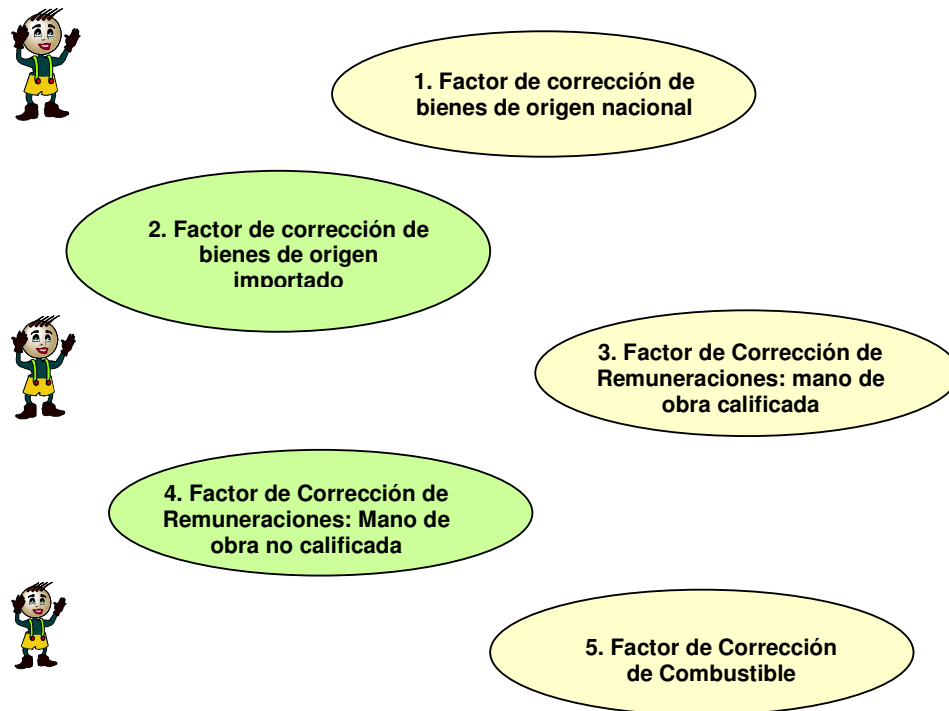 1. Factor de corrección de
bienes de origen nacional
2. Factor de corrección de
bienes de origen
importado
3. Factor de Corrección de
Remuneraciones: mano de
obra calificada
4. Factor de Corrección de
Remuneraciones: Mano de
obra no calificada
5. Factor de Corrección
de Combustible